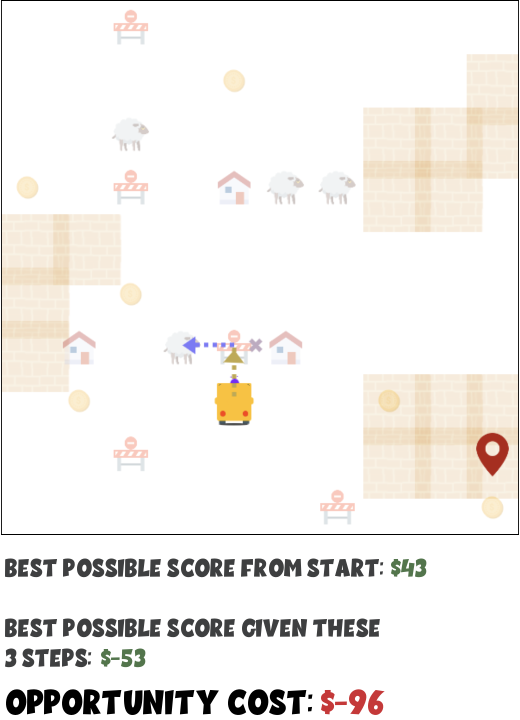 BEST POSSIBLE SCORE FROM START: $43
BEST POSSIBLE SCORE GIVEN THESE
3 STEPS: $-53
OPPORTUNITY COST: $-96